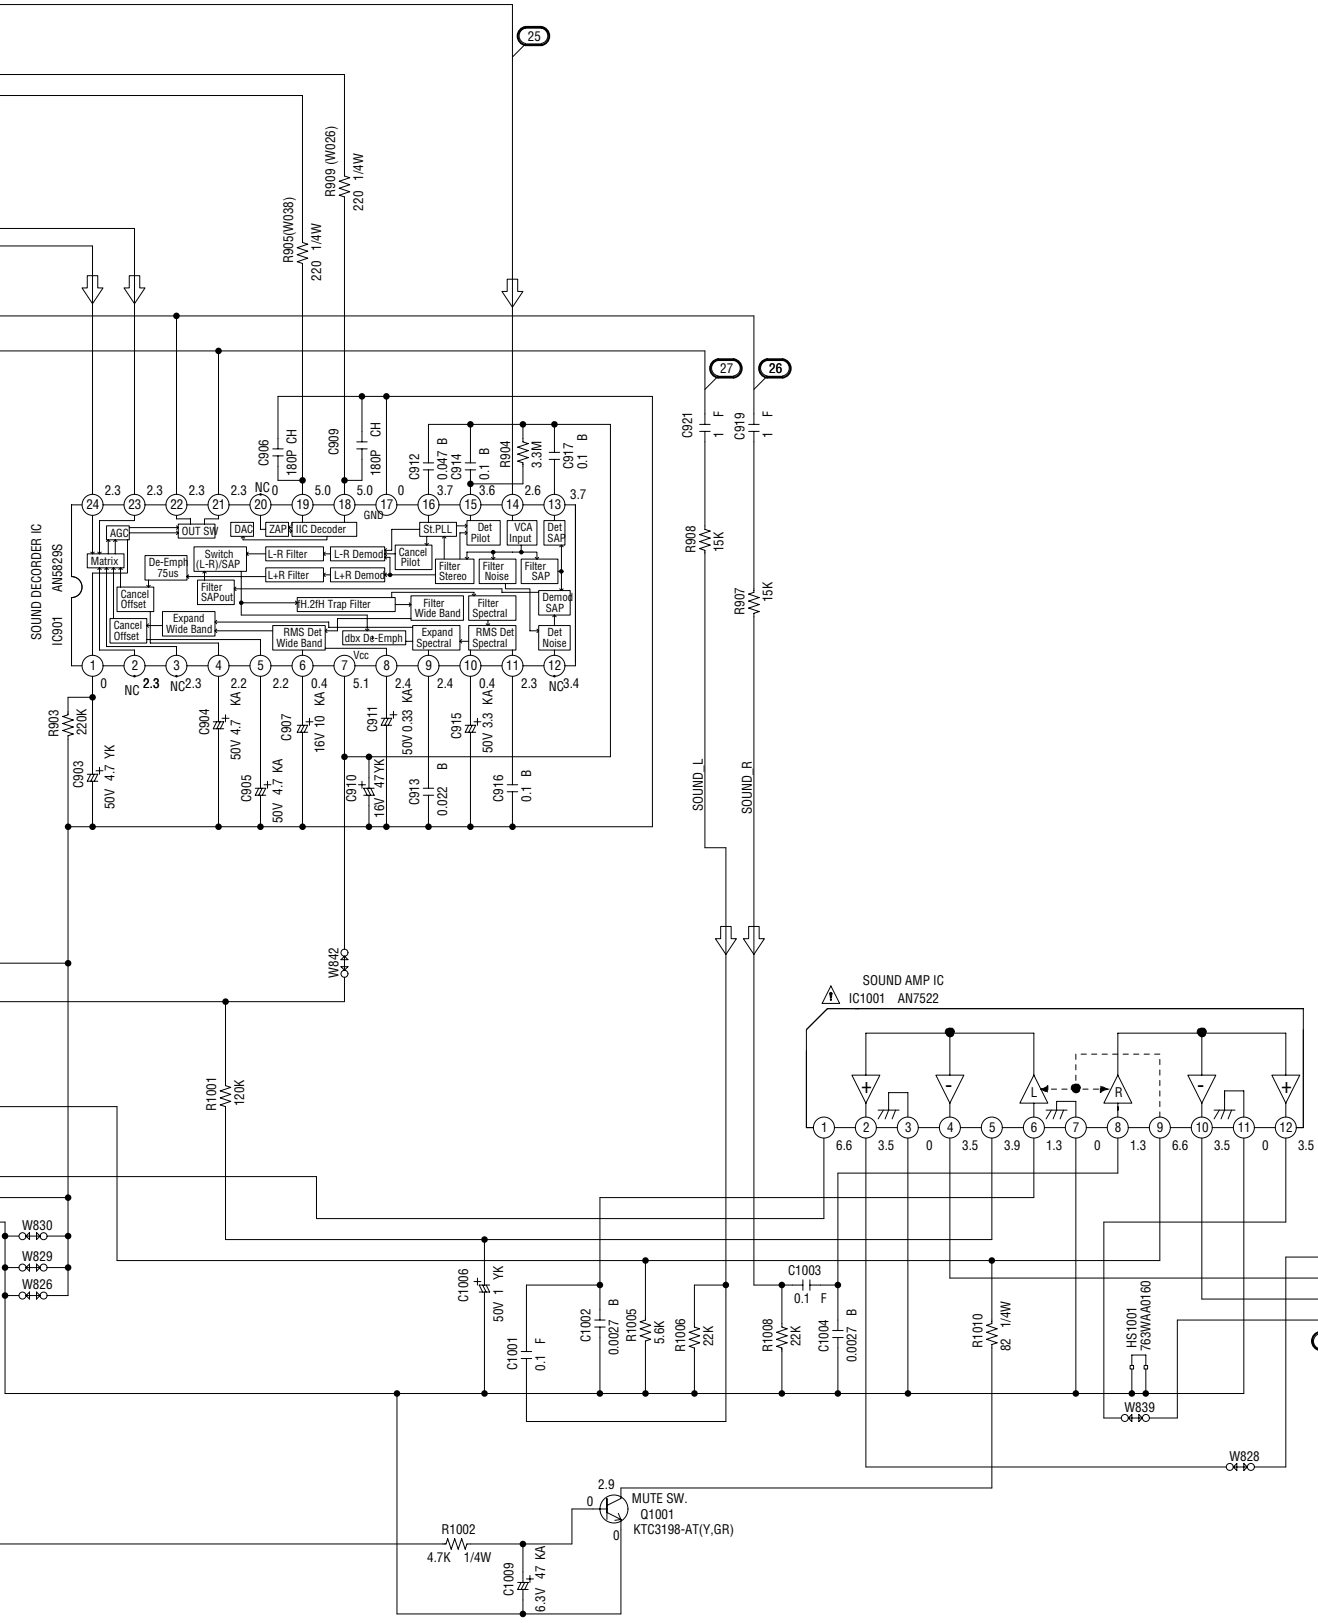 25
R909 (W026)
220 1/4W
R905(W038)
220 1/4W
27
26
C921
1 F
C919
1 F
C906
180P CH
C909
180P CH
C912
0.047 B
C914
0.1 B
R904
3.3M
C917
0.1 B
24 2.3 23 2.3 22 2.3 21 2.3 20 NC 0 19 5.0 18 5.0 17 0 16 3.7 15 3.6 14 2.6 13 3.7
GND
SOUND DECORDER IC
IC901 AN5829S
AGC
OUT SW
DAC
ZAP
IIC Decoder
St.PLL
Det
Pilot
VCA
Input
Det
SAP
Matrix
De-Emph
75us
Switch
(L-R)/SAP
L-R Filter
L-R Demod
Cancel
Pilot
L+R Filter
L+R Demod
Filter
Stereo
Filter
Noise
Filter
SAP
Cancel
Offset
Filter
SAPout
fH.2fH Trap Filter
Filter
Wide Band
Filter
Spectral
Demod
SAP
Cancel
Offset
Expand
Wide Band
RMS Det
Wide Band
dbx De-Emph
Expand
Spectral
RMS Det
Spectral
Det
Noise
Vcc
1 0 2 NC 2.3 3 NC 2.3 4 2.2 5 2.2 6 0.4 7 5.1 8 2.4 9 2.4 10 0.4 11 2.3 12 NC 3.4
R903
220K
C903
50V 4.7 YK
C904
50V 4.7 KA
C905
50V 4.7 KA
C907
16V 10 KA
C910
16V 47 YK
C911
50V 0.33 KA
C913
0.022 B
C915
50V 3.3 KA
C916
0.1 B
R908
15K
R907
15K
SOUND_L
SOUND_R
W842
R1001
120K
SOUND AMP IC
IC1001 AN7522
+ - L R - +
1 2 3 4 5 6 7 8 9 10 11 12
6.6 3.5 0 3.5 3.9 1.3 0 1.3 6.6 3.5 0 3.5
W830
W829
W826
C1006
50V 1 YK
C1001
0.1 F
C1002
0.0027 B
R1005
5.6K
R1006
22K
R1008
22K
C1003
0.1 F
C1004
0.0027 B
R1010
82 1/4W
HS1001
763WAA0160
W839
W828
2.9
0
0
MUTE SW.
Q1001
KTC3198-AT(Y,GR)
R1002
4.7K 1/4W
C1009
6.3V 47 KA